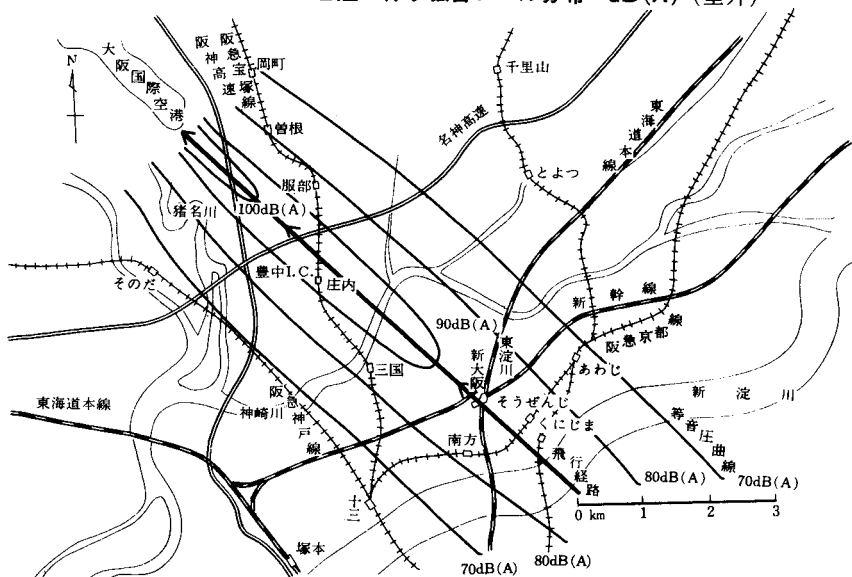 dB(A) (室外)
N
大阪国際空港
阪神高速
阪急宝塚線
岡町
曽根
服部
千里山
名神高速
東海道本線
とよつ
100dB(A)
猪名川
豊中I.C.
庄内
そのだ
90dB(A)
新幹線
阪急京都線
東淀川
新大阪
あわじ
三国
そうぜんじ
くにじま
新淀川
等音圧曲線
東海道本線
神崎川
阪急神戸線
南方
飛行経路
十三
塚本
80dB(A)
70dB(A)
0 km 1 2 3
70dB(A)
80dB(A)